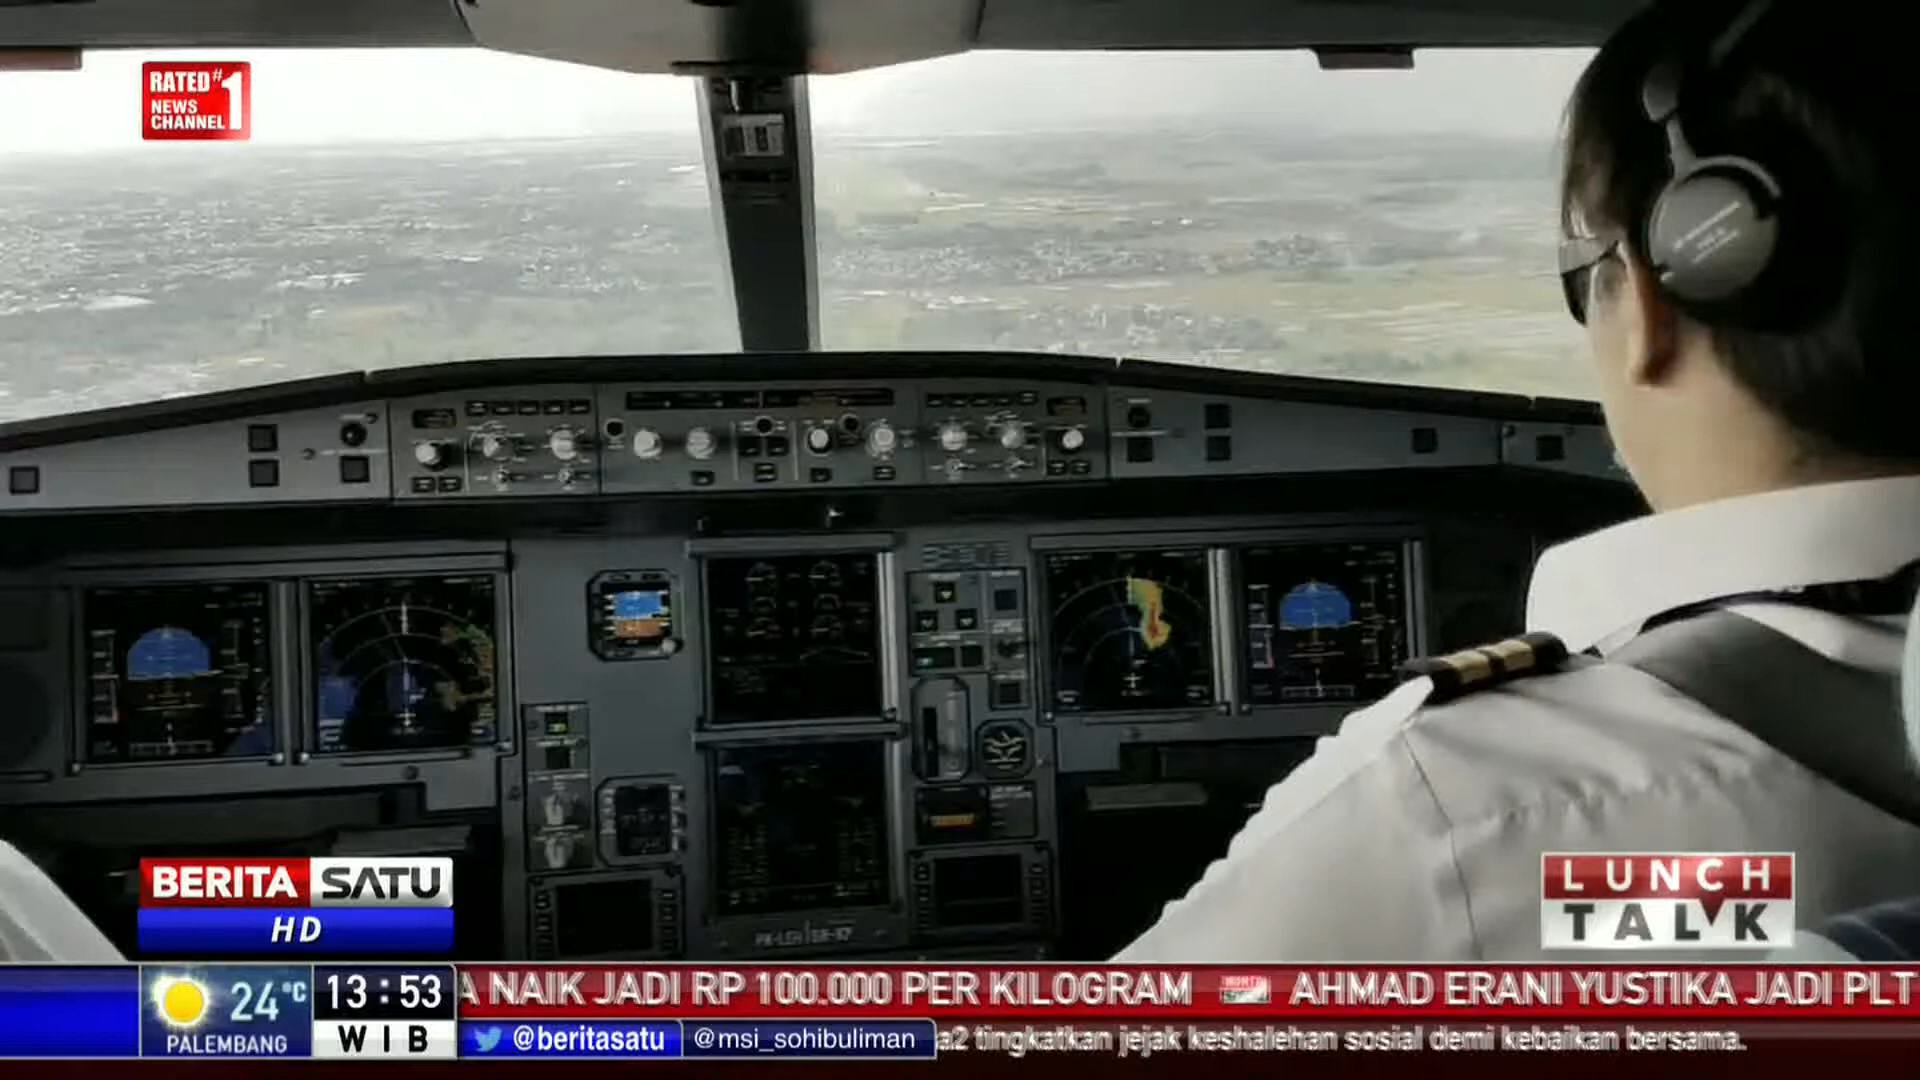 RATED #1
NEWS
CHANNEL
BERITA SATU
HD
LUNCH
TALK
24°C
PALEMBANG
13:53
WIB
A NAIK JADI RP 100.000 PER KILOGRAM
AHMAD ERANI YUSTIKA JADI PLT
@beritasatu
@msi_sohibuliman
a2 tingkatkan jejak keshalehan sosial demi kebaikan bersama.